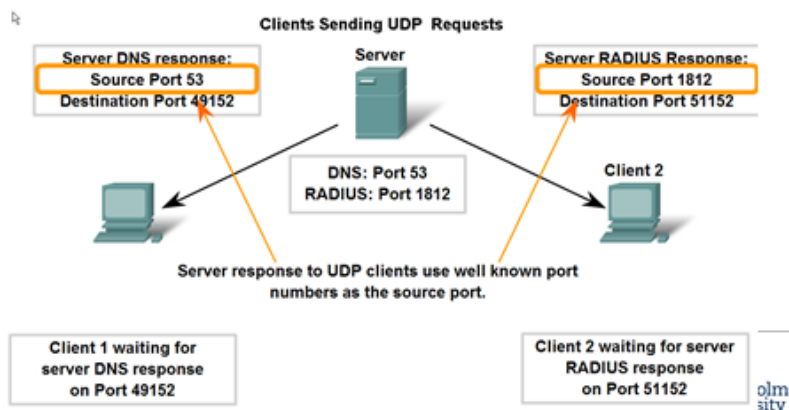 Clients Sending UDP Requests
Server DNS response:
Source Port 53
Destination Port 49152
Server
Server RADIUS Response:
Source Port 1812
Destination Port 51152
DNS: Port 53
RADIUS: Port 1812
Client 2
Server response to UDP clients use well known port
numbers as the source port.
Client 1 waiting for
server DNS response
on Port 49152
Client 2 waiting for server
RADIUS response
on Port 51152